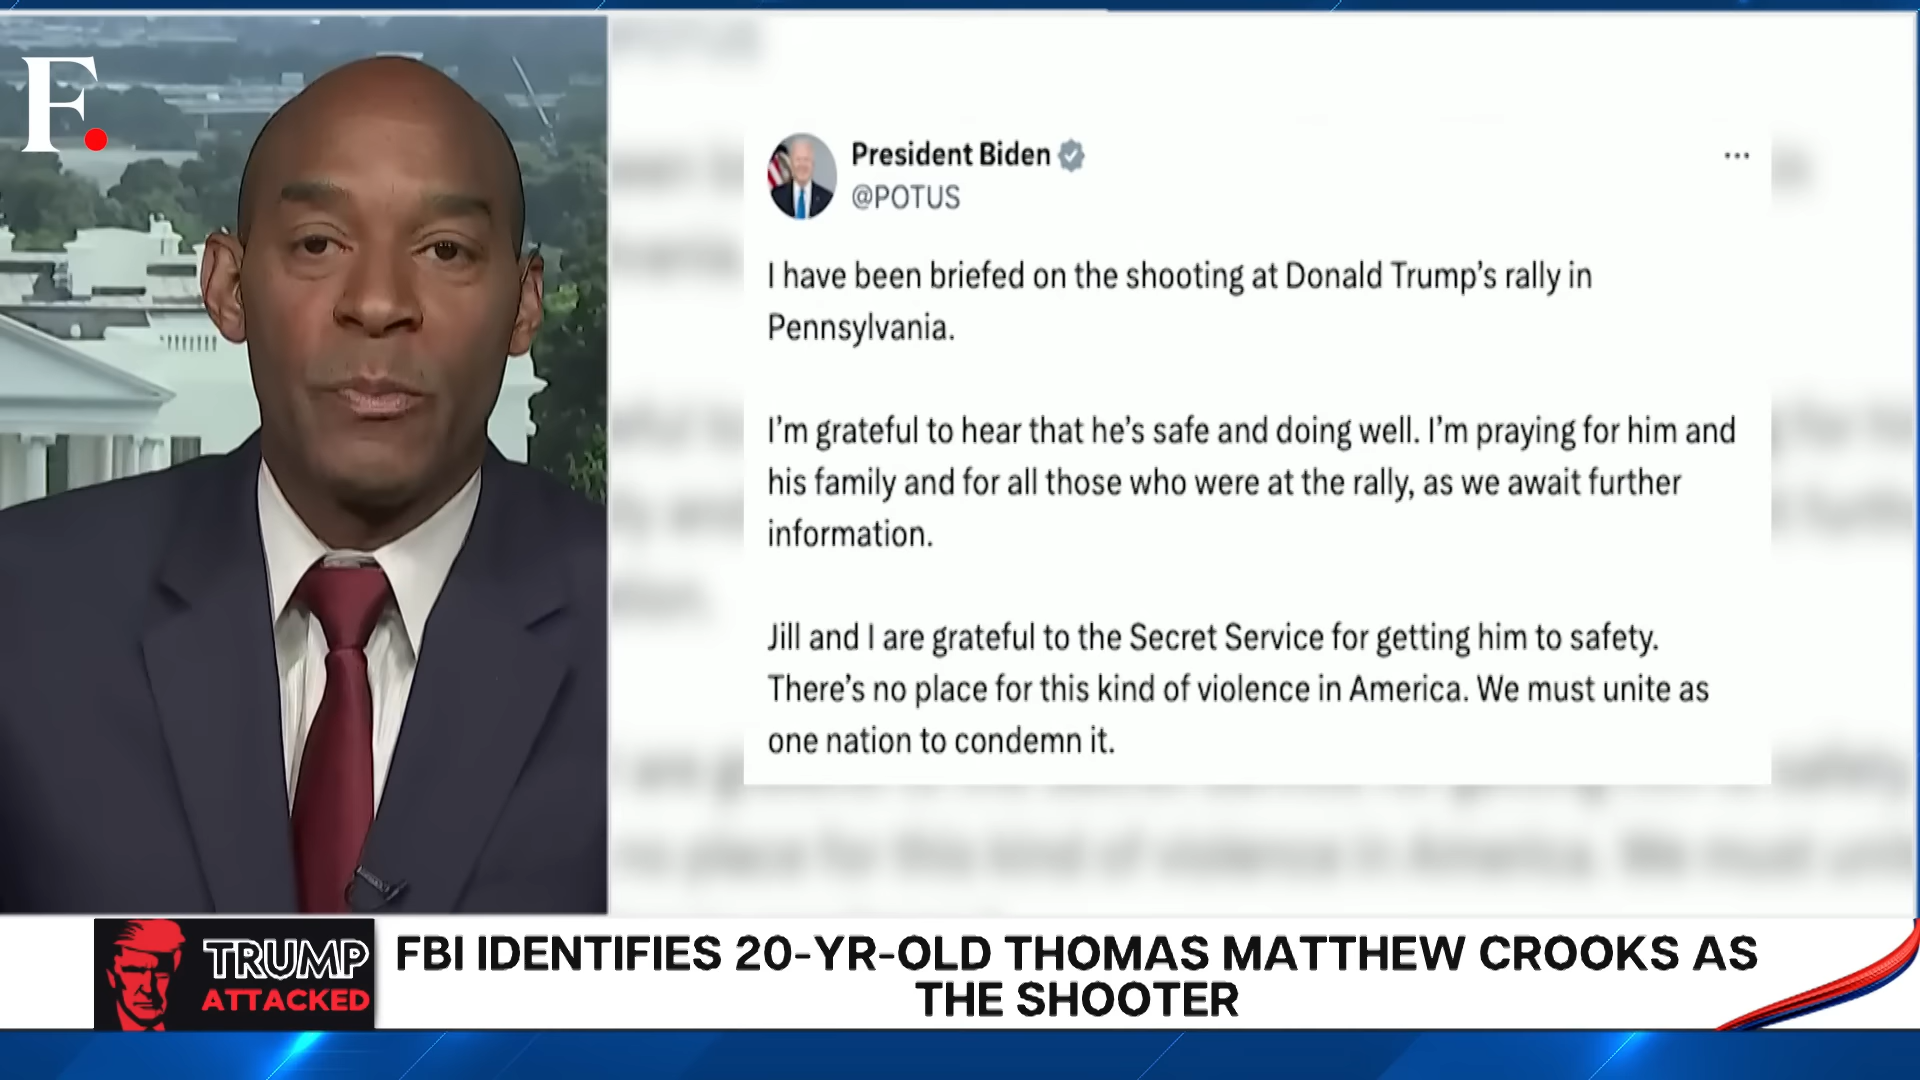 F.
President Biden
@POTUS
I have been briefed on the shooting at Donald Trump’s rally in
Pennsylvania.
I’m grateful to hear that he’s safe and doing well. I’m praying for him and
his family and for all those who were at the rally, as we await further
information.
Jill and I are grateful to the Secret Service for getting him to safety.
There’s no place for this kind of violence in America. We must unite as
one nation to condemn it.
TRUMP
ATTACKED
FBI IDENTIFIES 20-YR-OLD THOMAS MATTHEW CROOKS AS
THE SHOOTER